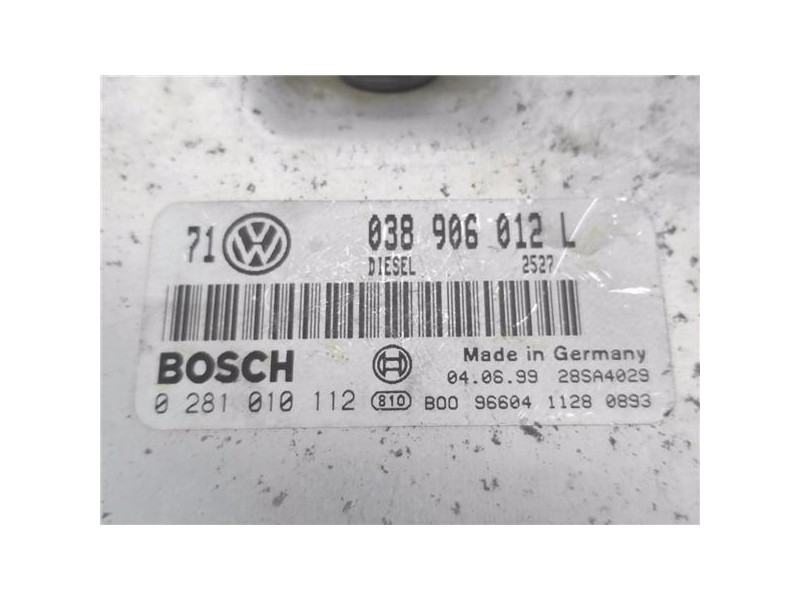 71 VW 038 906 012 L
DIESEL 2527
BOSCH Made in Germany
04.06.99 28SA4029
0 281 010 112 810 B00 96604 1128 0893